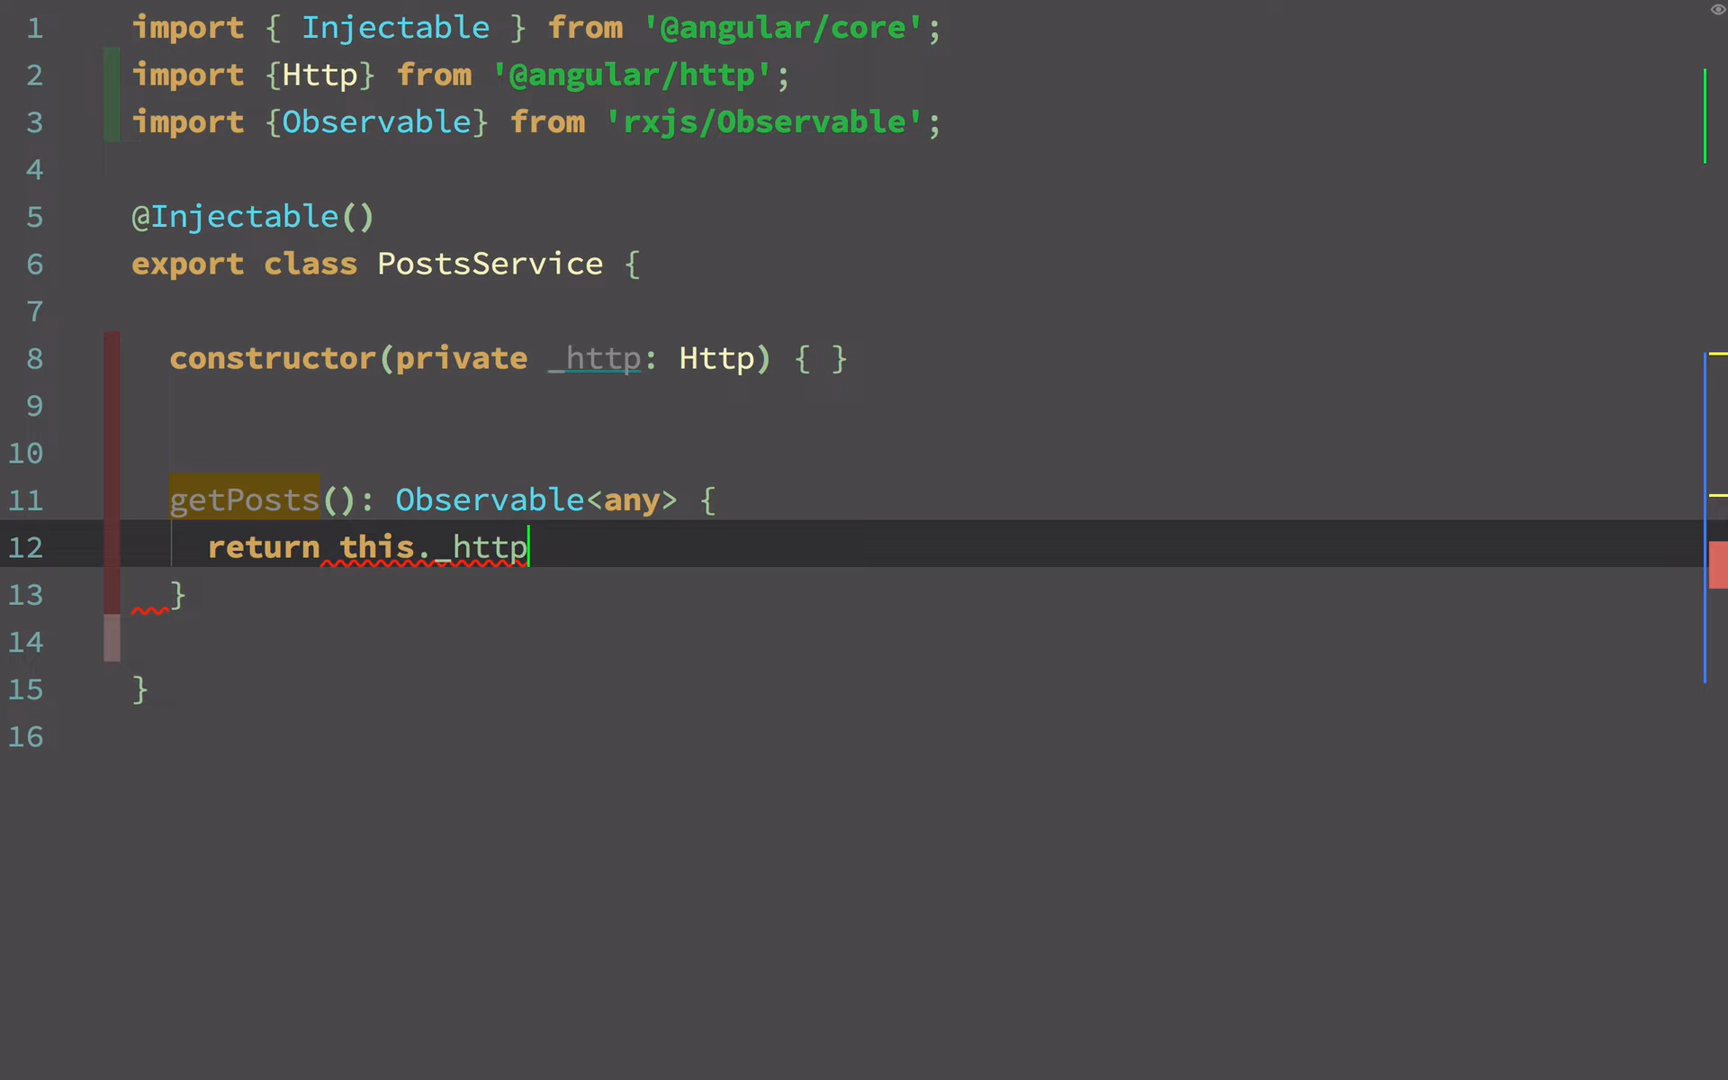 1 import { Injectable } from '@angular/core';
2 import {Http} from '@angular/http';
3 import {Observable} from 'rxjs/Observable';
4
5 @Injectable()
6 export class PostsService {
7
8 constructor(private _http: Http) { }
9
10
11 getPosts(): Observable<any> {
12 return this._http
13 }
14
15 }
16